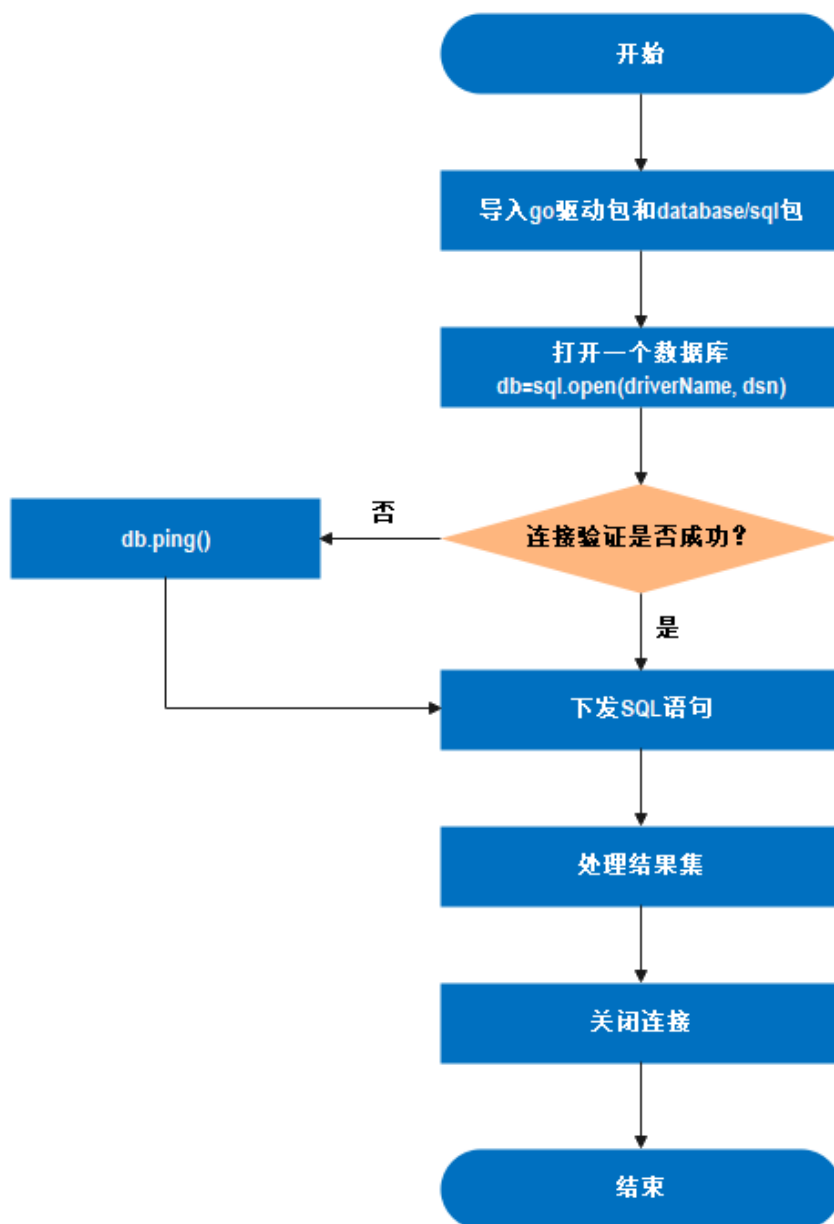 开始
导入go驱动包和database/sql包
打开一个数据库
db=sql.open(driverName, dsn)
连接验证是否成功?
否
db.ping()
是
下发SQL语句
处理结果集
关闭连接
结束